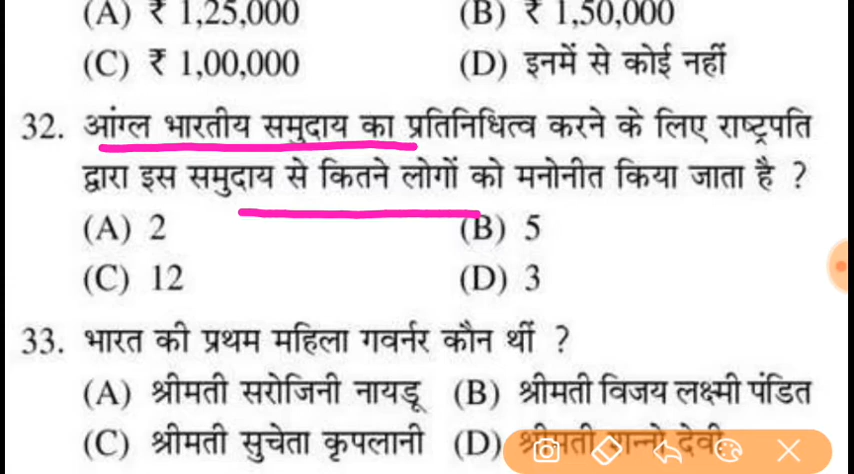 (A) ₹ 1,25,000 (B) ₹ 1,50,000
(C) ₹ 1,00,000 (D) इनमें से कोई नहीं
32. आंग्ल भारतीय समुदाय का प्रतिनिधित्व करने के लिए राष्ट्रपति
द्वारा इस समुदाय से कितने लोगों को मनोनीत किया जाता है ?
(A) 2 (B) 5
(C) 12 (D) 3
33. भारत की प्रथम महिला गवर्नर कौन थीं ?
(A) श्रीमती सरोजिनी नायडू (B) श्रीमती विजय लक्ष्मी पंडित
(C) श्रीमती सुचेता कृपलानी (D) श्रीमती देवी